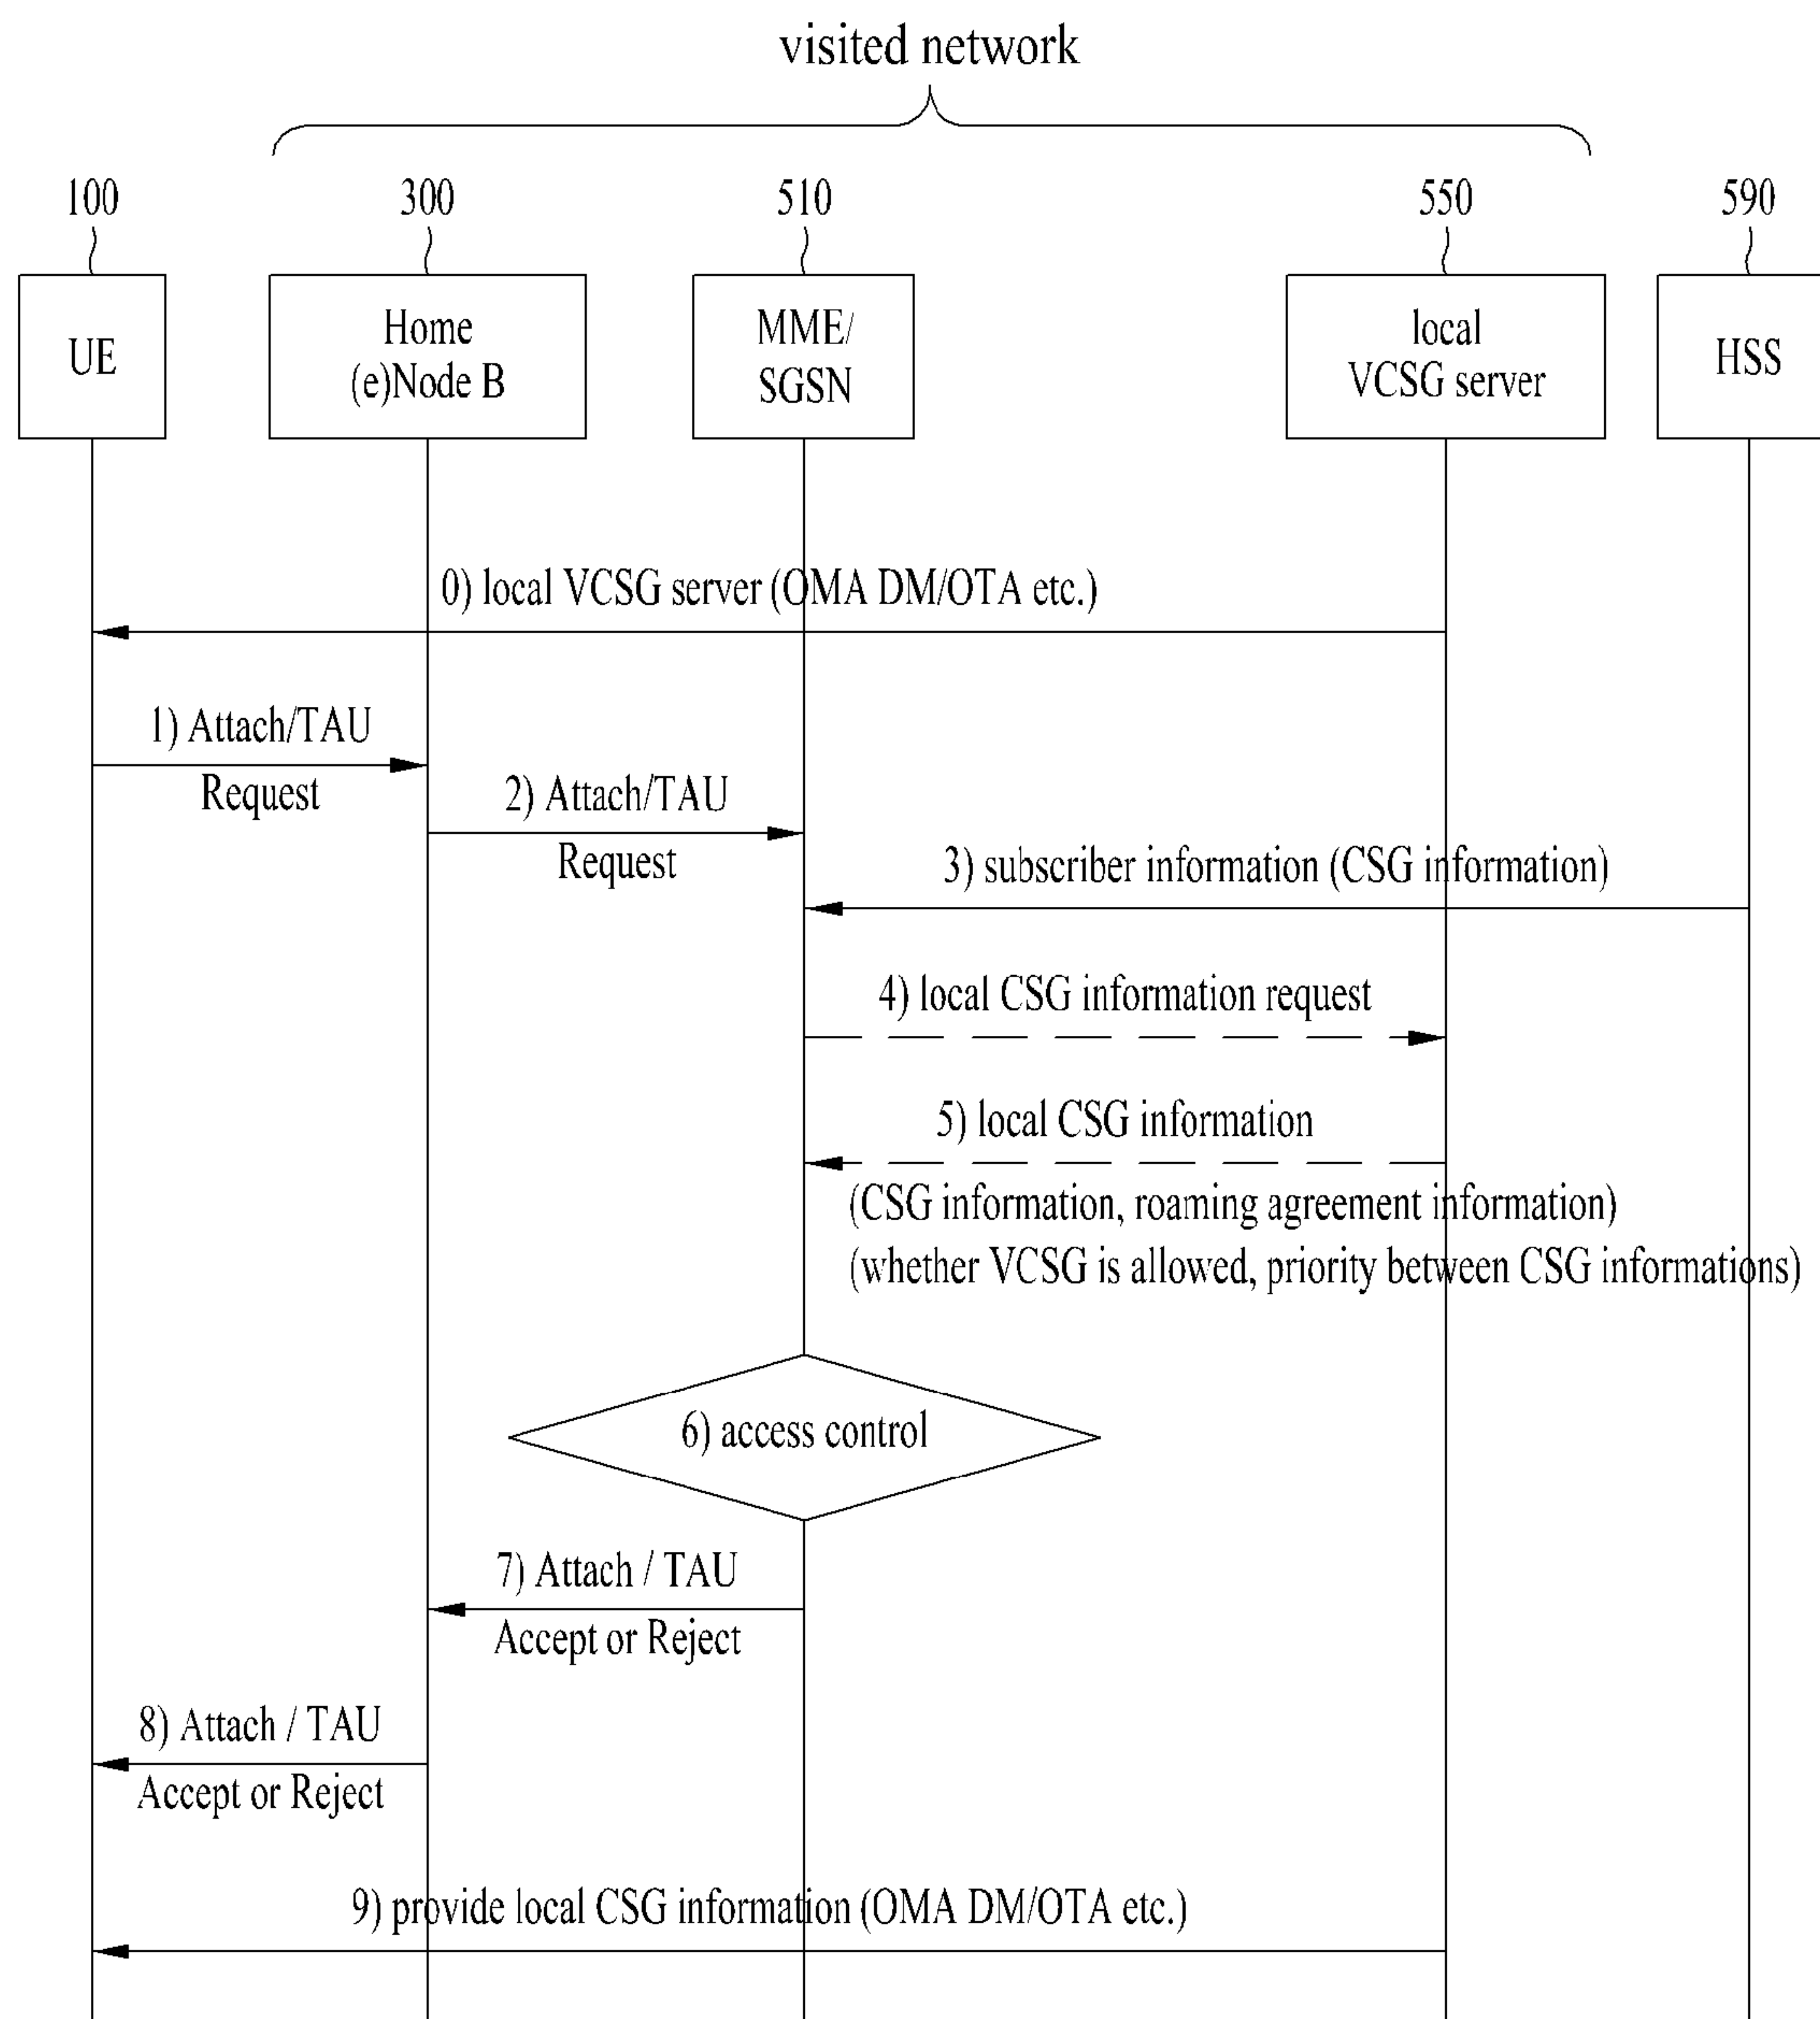 visited network
100
300
510
550
590
UE
Home
(e)Node B
MME/
SGSN
local
VCSG server
HSS
0) local VCSG server (OMA DM/OTA etc.)
1) Attach/TAU
Request
2) Attach/TAU
Request
3) subscriber information (CSG information)
4) local CSG information request
5) local CSG information
(CSG information, roaming agreement information)
(whether VCSG is allowed, priority between CSG informations)
6) access control
7) Attach / TAU
Accept or Reject
8) Attach / TAU
Accept or Reject
9) provide local CSG information (OMA DM/OTA etc.)